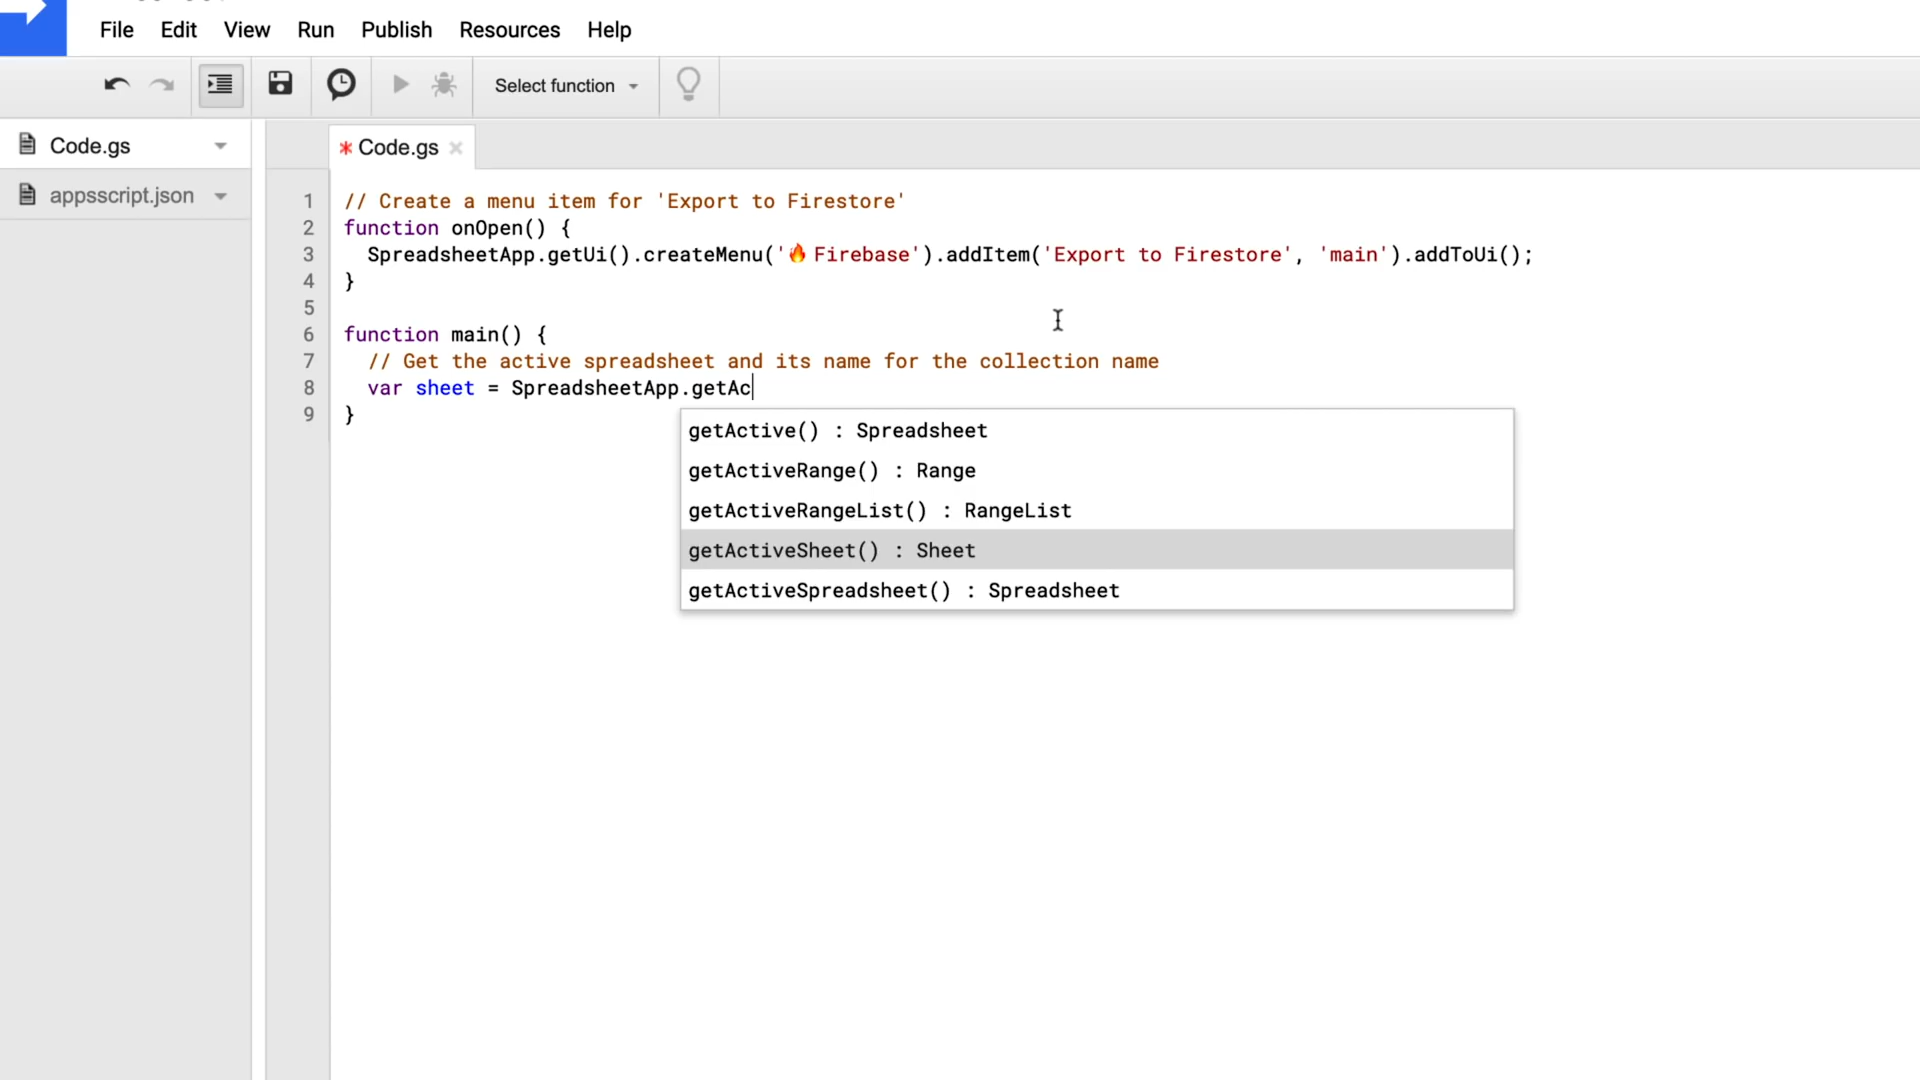 File Edit View Run Publish Resources Help
Select function
Code.gs
appsscript.json
* Code.gs ×
1 // Create a menu item for 'Export to Firestore'
2 function onOpen() {
3 SpreadsheetApp.getUi().createMenu('🔥 Firebase').addItem('Export to Firestore', 'main').addToUi();
4 }
5
6 function main() {
7 // Get the active spreadsheet and its name for the collection name
8 var sheet = SpreadsheetApp.getAc
9 }
getActive() : Spreadsheet
getActiveRange() : Range
getActiveRangeList() : RangeList
getActiveSheet() : Sheet
getActiveSpreadsheet() : Spreadsheet